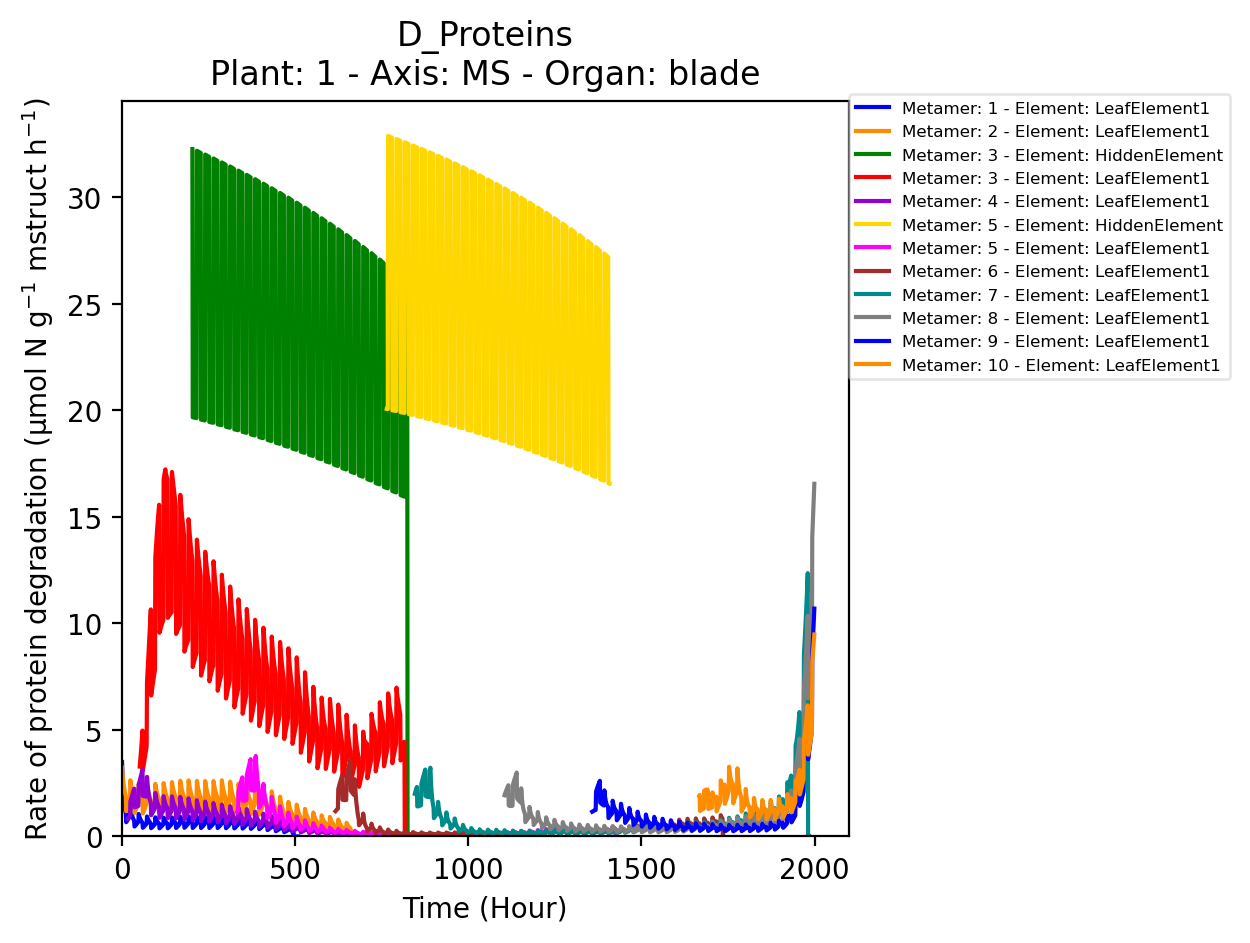 D_Proteins
Plant: 1 - Axis: MS - Organ: blade
Rate of protein degradation (µmol N g⁻¹ mstruct h⁻¹)
30
25
20
15
10
5
0
0 500 1000 1500 2000
Time (Hour)
Metamer: 1 - Element: LeafElement1
Metamer: 2 - Element: LeafElement1
Metamer: 3 - Element: HiddenElement
Metamer: 3 - Element: LeafElement1
Metamer: 4 - Element: LeafElement1
Metamer: 5 - Element: HiddenElement
Metamer: 5 - Element: LeafElement1
Metamer: 6 - Element: LeafElement1
Metamer: 7 - Element: LeafElement1
Metamer: 8 - Element: LeafElement1
Metamer: 9 - Element: LeafElement1
Metamer: 10 - Element: LeafElement1